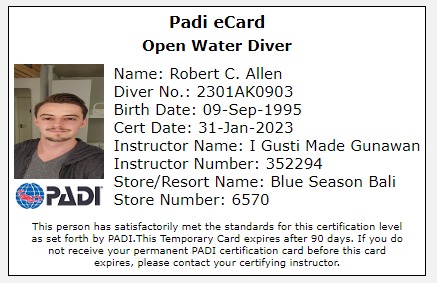 Padi eCard
Open Water Diver
Name: Robert C. Allen
Diver No.: 2301AK0903
Birth Date: 09-Sep-1995
Cert Date: 31-Jan-2023
Instructor Name: I Gusti Made Gunawan
Instructor Number: 352294
Store/Resort Name: Blue Season Bali
Store Number: 6570
PADI
This person has satisfactorily met the standards for this certification level
as set forth by PADI.This Temporary Card expires after 90 days. If you do
not receive your permanent PADI certification card before this card
expires, please contact your certifying instructor.